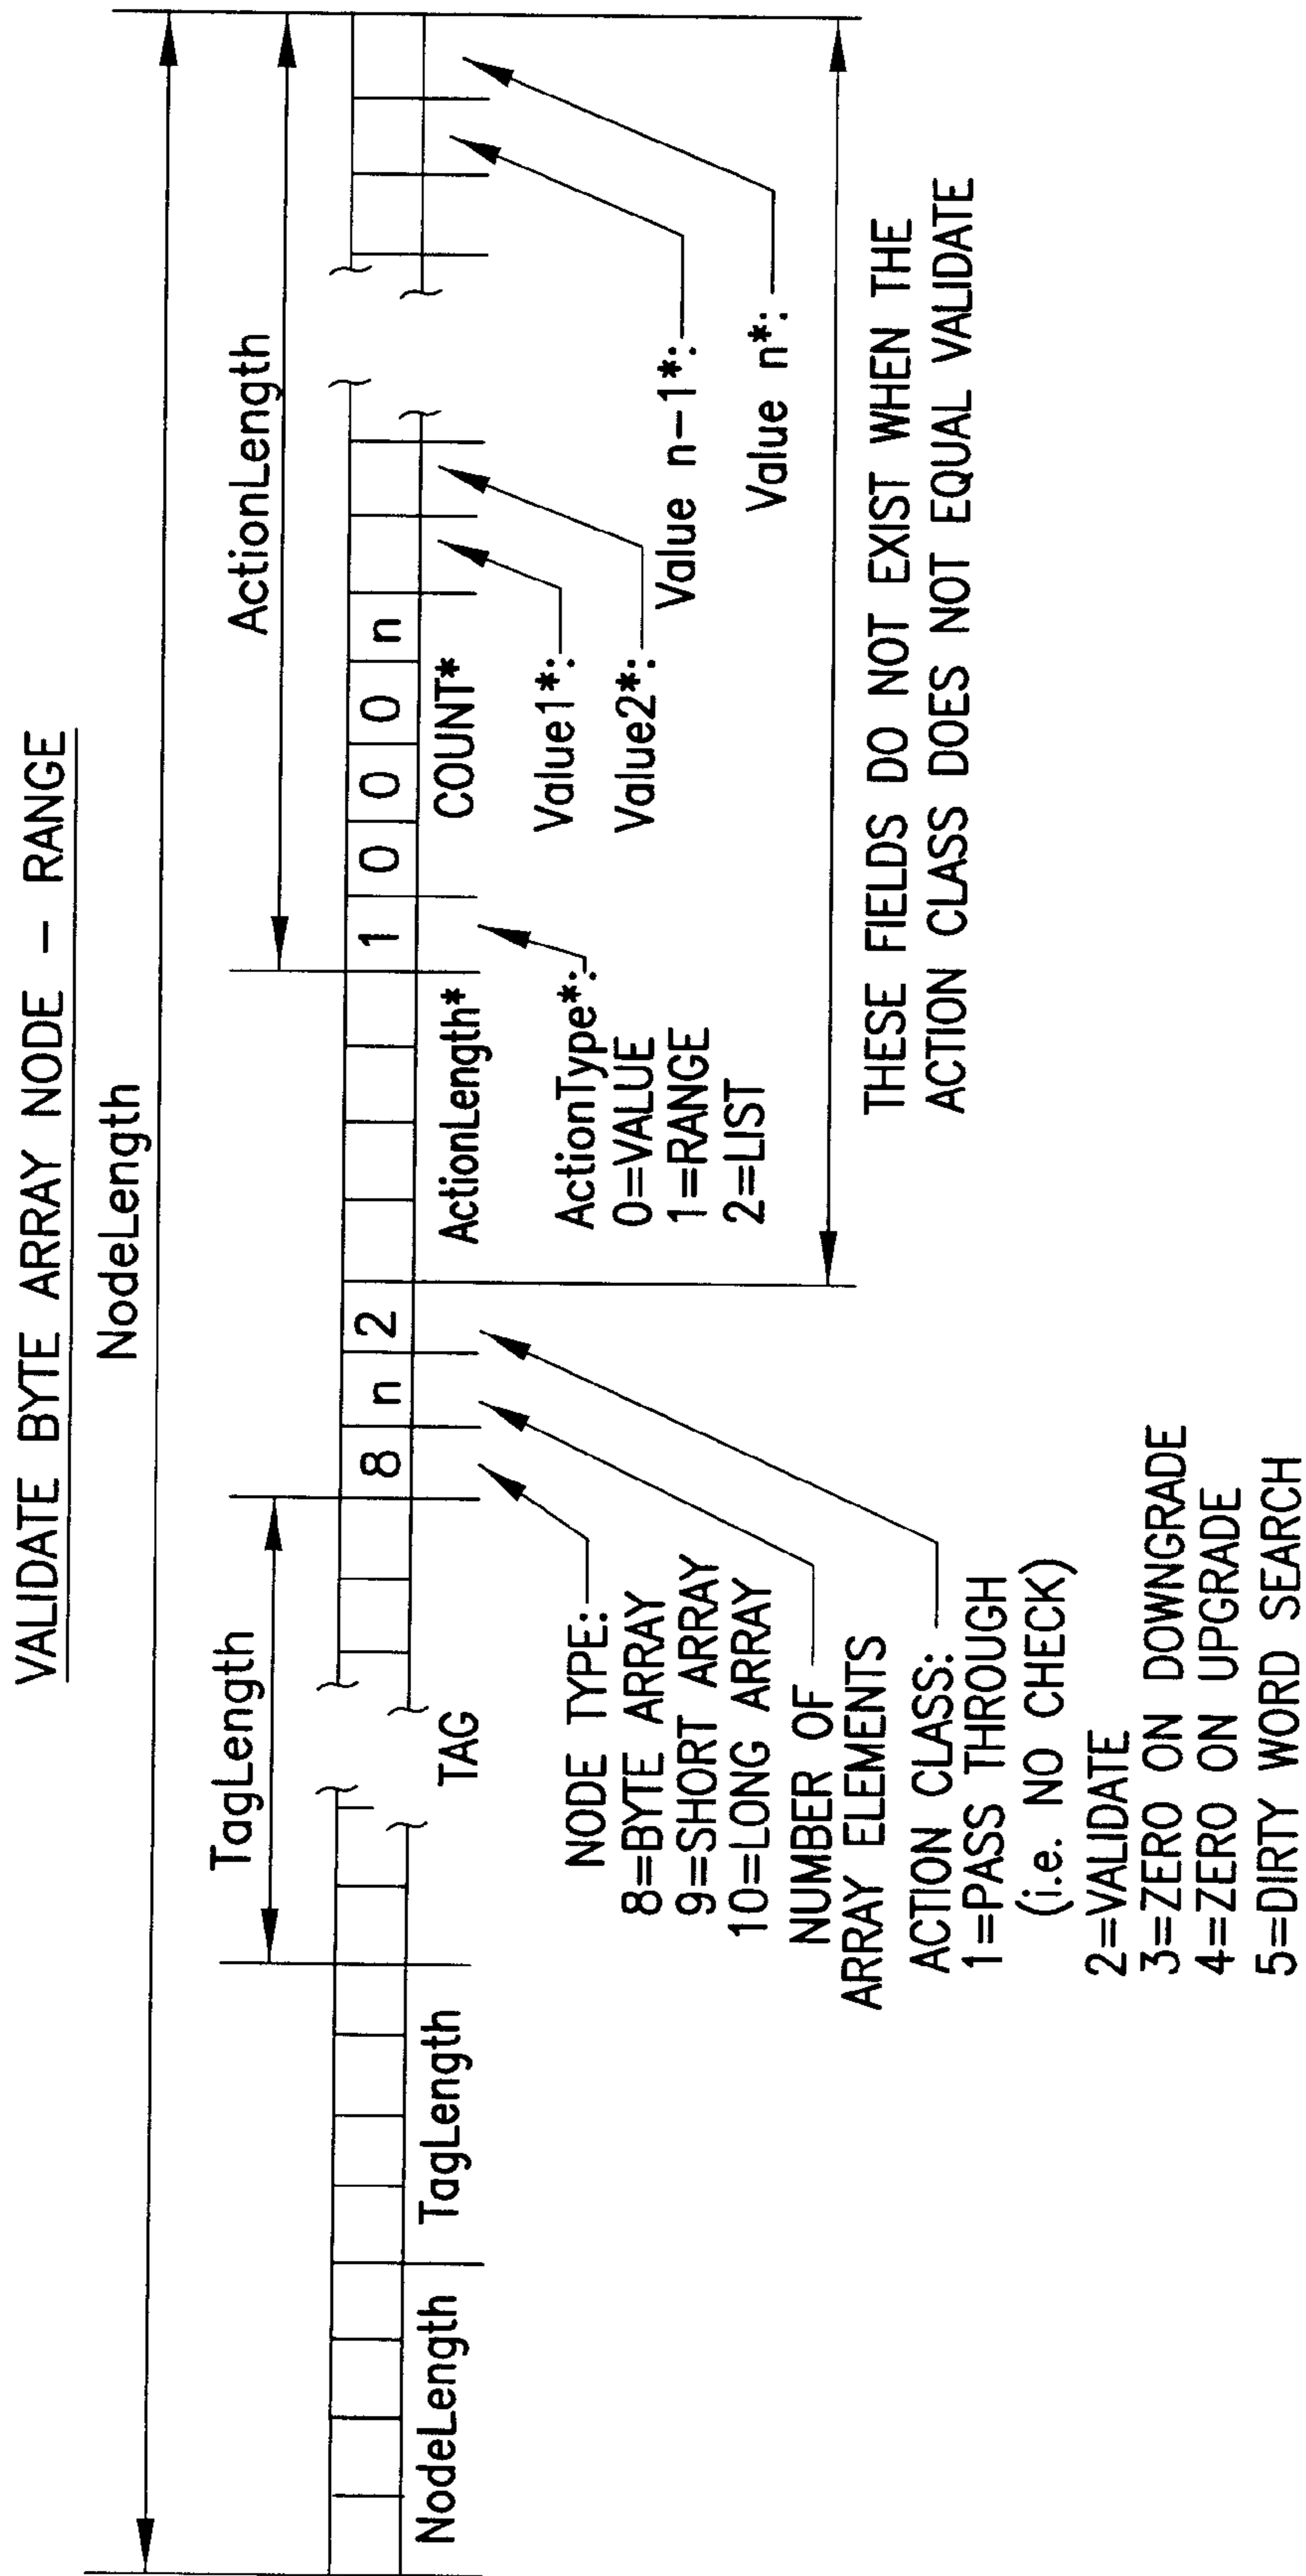 VALIDATE BYTE ARRAY NODE – RANGE
NodeLength
TagLength
ActionLength
8 n 2
1 0 0 0 n
NodeLength
TagLength
TAG
ActionLength*
COUNT*
NODE TYPE:
8=BYTE ARRAY
9=SHORT ARRAY
10=LONG ARRAY
NUMBER OF
ARRAY ELEMENTS
ACTION CLASS:
1=PASS THROUGH
(i.e. NO CHECK)
2=VALIDATE
3=ZERO ON DOWNGRADE
4=ZERO ON UPGRADE
5=DIRTY WORD SEARCH
ActionType*:
0=VALUE
1=RANGE
2=LIST
Value1*:
Value2*:
Value n-1*:
Value n*:
THESE FIELDS DO NOT EXIST WHEN THE
ACTION CLASS DOES NOT EQUAL VALIDATE